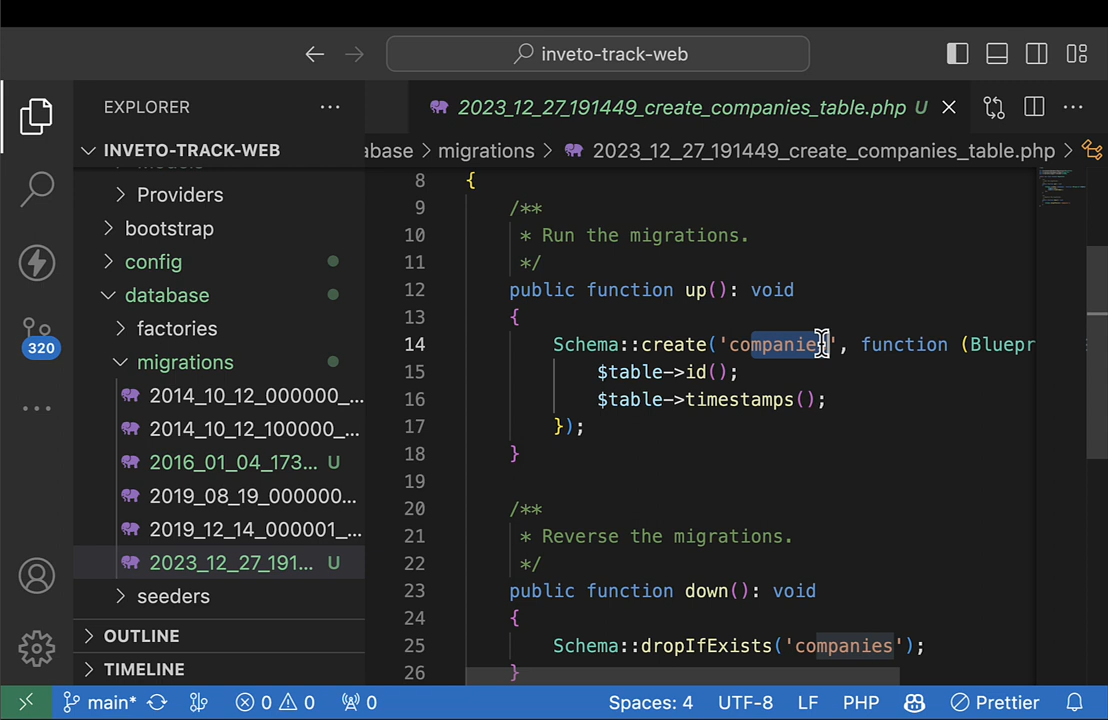 inveto-track-web
EXPLORER
INVETO-TRACK-WEB
Providers
bootstrap
config
database
factories
migrations
2014_10_12_000000_...
2014_10_12_100000_...
2016_01_04_173... U
2019_08_19_000000...
2019_12_14_000001_...
2023_12_27_191... U
seeders
OUTLINE
TIMELINE
2023_12_27_191449_create_companies_table.php U
abase > migrations > 2023_12_27_191449_create_companies_table.php >
8 {
9 /**
10 * Run the migrations.
11 */
12 public function up(): void
13 {
14 Schema::create('companies', function (Bluepr
15 $table->id();
16 $table->timestamps();
17 });
18 }
19
20 /**
21 * Reverse the migrations.
22 */
23 public function down(): void
24 {
25 Schema::dropIfExists('companies');
26 }
320
main* 0 0 0 Spaces: 4 UTF-8 LF PHP Prettier